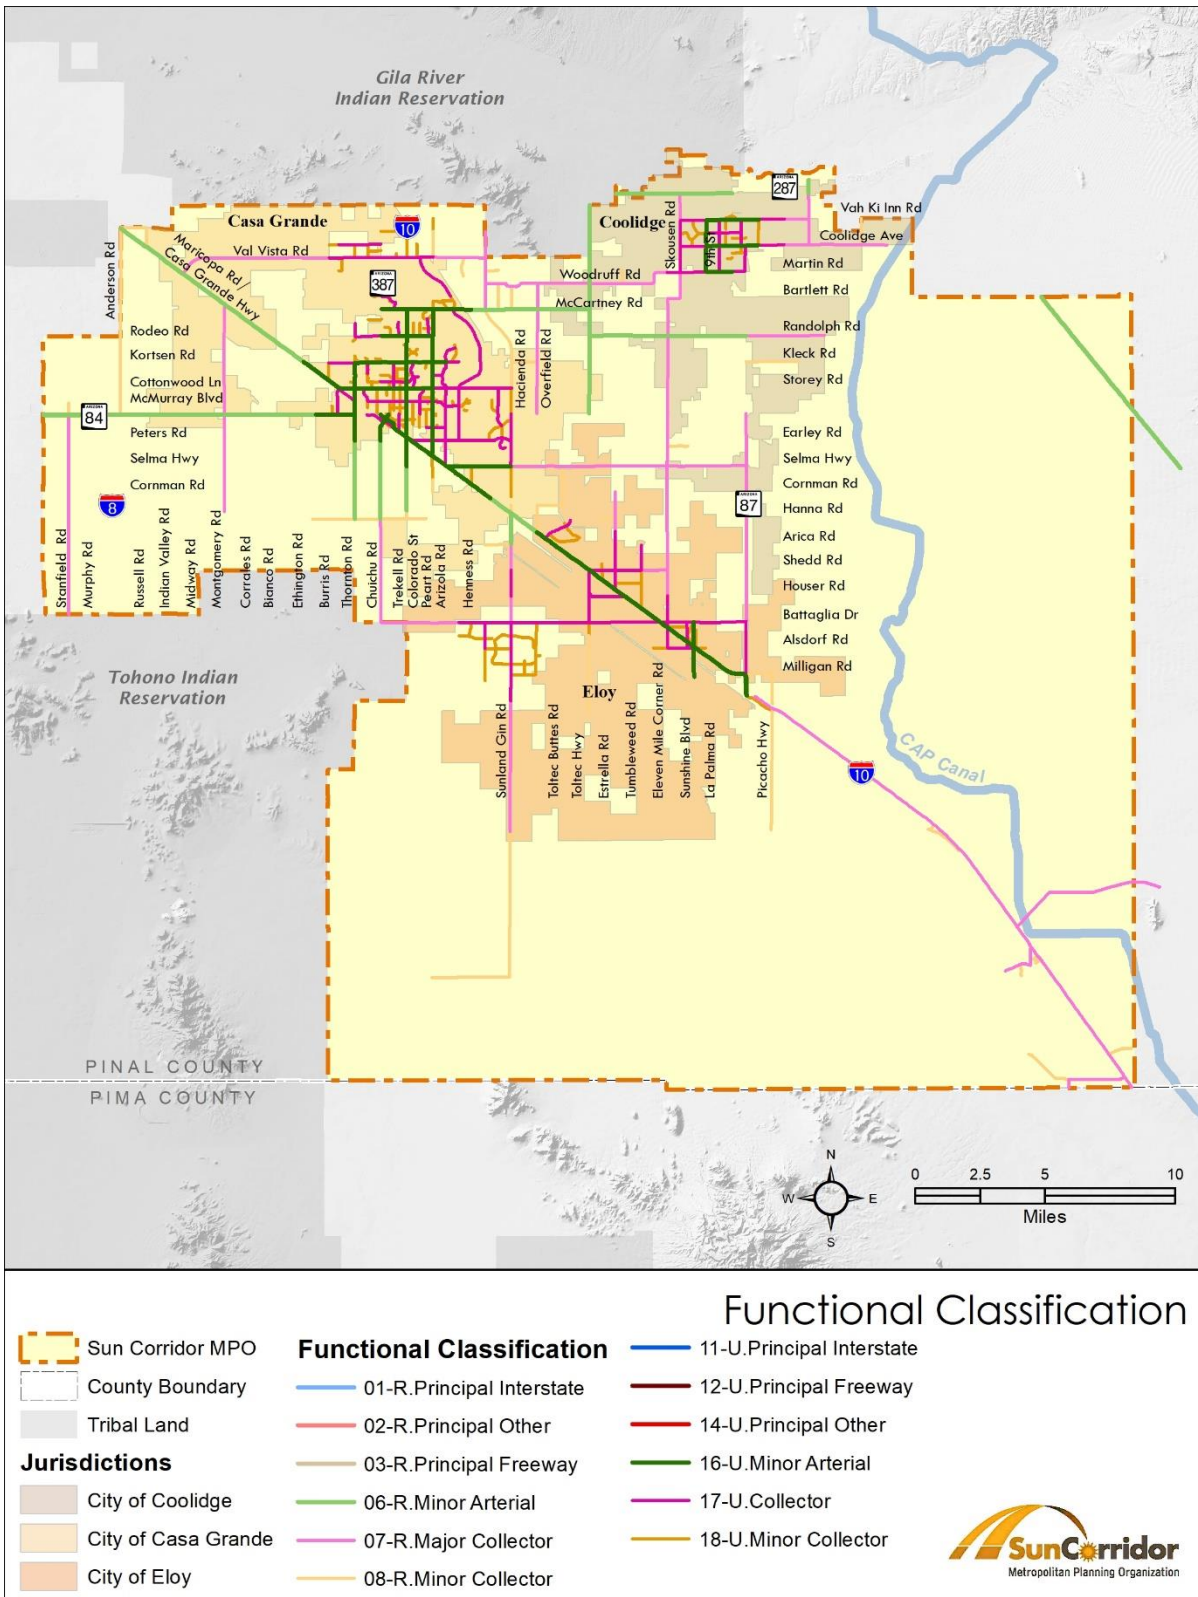 Gila River
Indian Reservation
ARIZONA
287
Casa Grande
10
Coolidge
Skousen Rd
9th St
Vah Ki Inn Rd
Coolidge Ave
Anderson Rd
Maricopa Rd /
Casa Grande Hwy
Val Vista Rd
ARIZONA
387
Woodruff Rd
McCartney Rd
Martin Rd
Bartlett Rd
Randolph Rd
Kleck Rd
Storey Rd
Rodeo Rd
Kortsen Rd
Cottonwood Ln
McMurray Blvd
Hacienda Rd
Overfield Rd
ARIZONA
84
Peters Rd
Selma Hwy
Cornman Rd
8
Earley Rd
Selma Hwy
Cornman Rd
ARIZONA
87
Hanna Rd
Arica Rd
Shedd Rd
Houser Rd
Battaglia Dr
Alsdorf Rd
Milligan Rd
Stanfield Rd
Murphy Rd
Russell Rd
Indian Valley Rd
Midway Rd
Montgomery Rd
Corrales Rd
Bianco Rd
Ethington Rd
Burris Rd
Thornton Rd
Chuichu Rd
Trekell Rd
Colorado St
Peart Rd
Arizola Rd
Henness Rd
Tohono Indian
Reservation
Eloy
Sunland Gin Rd
Toltec Buttes Rd
Toltec Hwy
Estrella Rd
Tumbleweed Rd
Eleven Mile Corner Rd
Sunshine Blvd
La Palma Rd
Picacho Hwy
10
CAP Canal
PINAL COUNTY
PIMA COUNTY
N
W E
S
0 2.5 5 10
Miles
Functional Classification
Sun Corridor MPO
County Boundary
Tribal Land
Jurisdictions
City of Coolidge
City of Casa Grande
City of Eloy
Functional Classification
01-R.Principal Interstate
02-R.Principal Other
03-R.Principal Freeway
06-R.Minor Arterial
07-R.Major Collector
08-R.Minor Collector
11-U.Principal Interstate
12-U.Principal Freeway
14-U.Principal Other
16-U.Minor Arterial
17-U.Collector
18-U.Minor Collector
SunCorridor
Metropolitan Planning Organization